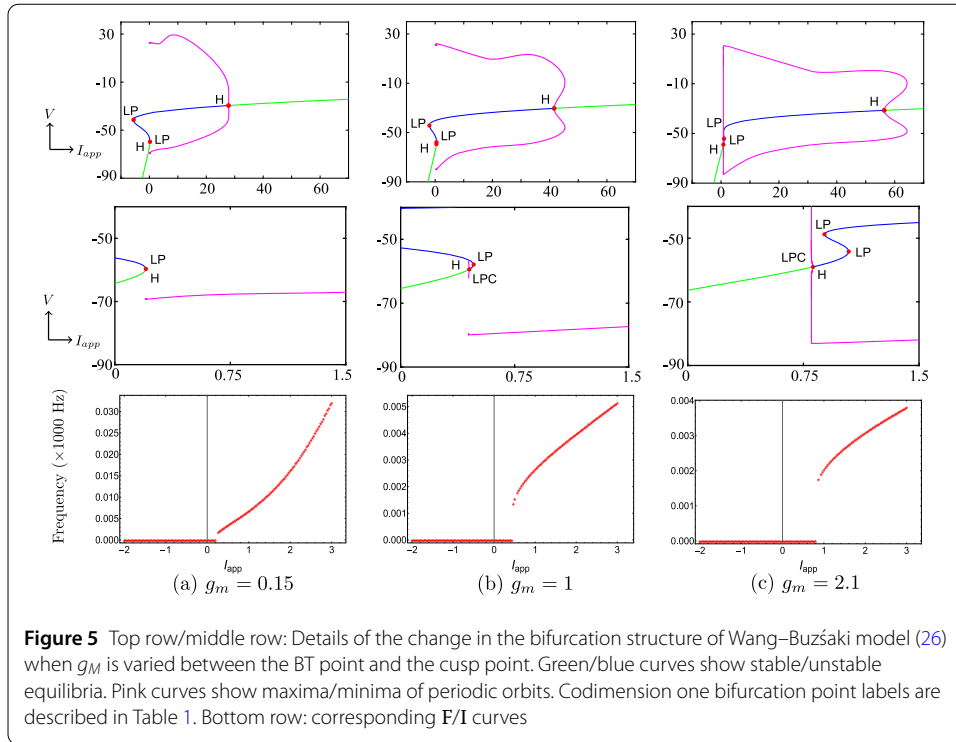 30
-10
-50
-90
0
20
40
60
LP
H
LP
H
V
I_app
30
-10
-50
-90
0
20
40
60
LP
LP
H
H
30
-10
-50
-90
0
20
40
60
LP
H
H
-50
-70
-90
0
0.75
1.5
LP
H
V
I_app
-50
-70
-90
0
0.75
1.5
LP
H
LPC
-50
-70
-90
0
0.75
1.5
LP
LP
LPC
H
Frequency (×1000 Hz)
0.030
0.025
0.020
0.015
0.010
0.005
0.000
-2
-1
0
1
2
3
I_app
(a) g_m = 0.15
0.005
0.004
0.003
0.002
0.001
0.000
-2
-1
0
1
2
3
I_app
(b) g_m = 1
0.004
0.003
0.002
0.001
0.000
-2
-1
0
1
2
3
I_app
(c) g_m = 2.1
Figure 5 Top row/middle row: Details of the change in the bifurcation structure of Wang–Buzśaki model (26)
when g_M is varied between the BT point and the cusp point. Green/blue curves show stable/unstable
equilibria. Pink curves show maxima/minima of periodic orbits. Codimension one bifurcation point labels are
described in Table 1. Bottom row: corresponding F/I curves